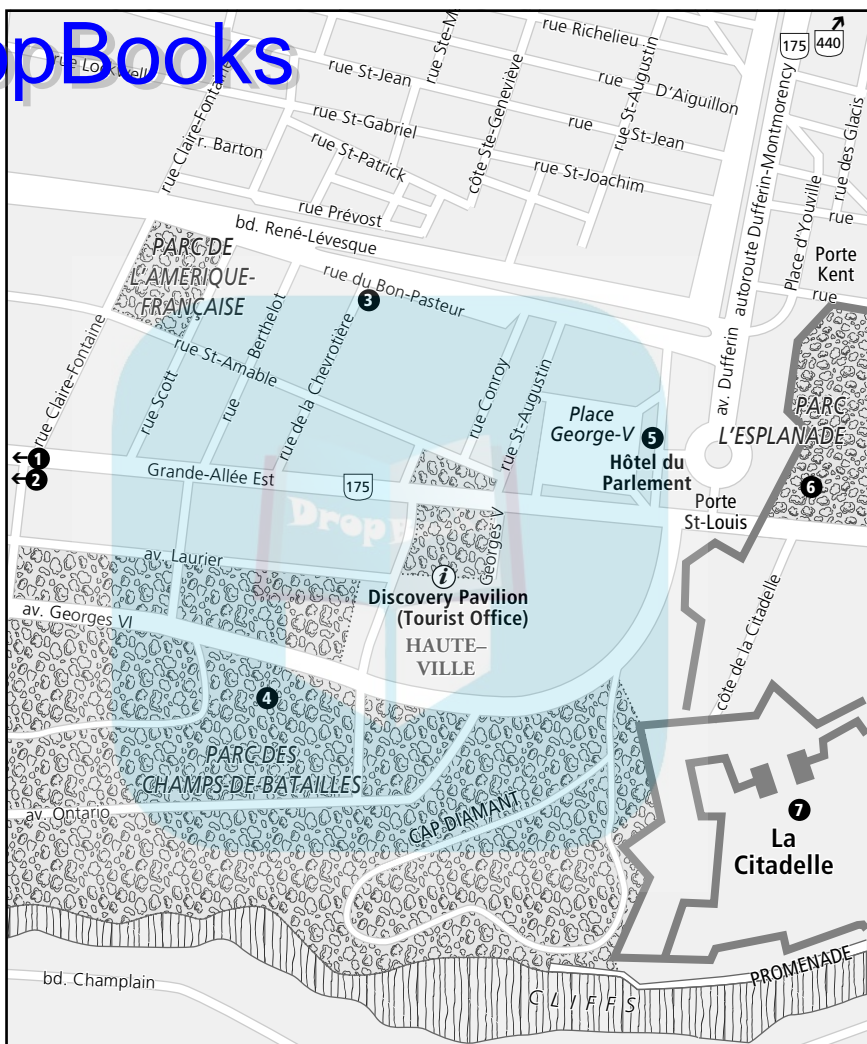 opBooks
175
440
rue Richelieu
rue Ste-M
rue Lockwell
rue St-Jean
rue D'Aiguillon
rue St-Augustin
autoroute Dufferin-Montmorency
rue des Glacis
rue Claire-Fontaine
rue St-Gabriel
côte Ste-Geneviève
rue St-Jean
r. Barton
rue St-Patrick
rue St-Joachim
Place d'Youville
rue Prévost
rue
bd. René-Lévesque
Porte
Kent
rue
PARC DE
L'AMERIQUE-
FRANÇAISE
rue du Bon-Pasteur
3
rue Berthelot
rue de la Chevrotière
rue St-Amable
rue Claire-Fontaine
rue Scott
rue Conroy
rue St-Augustin
av. Dufferin
Place
George-V
5
Hôtel du
Parlement
PARC
L'ESPLANADE
6
1
2
Grande-Allée Est
175
Porte
St-Louis
Drop B
Georges V
av. Laurier
i
Discovery Pavilion
(Tourist Office)
HAUTE–
VILLE
av. Georges VI
côte de la Citadelle
4
PARC DES
CHAMPS-DE-BATAILLES
av. Ontario
CAP DIAMANT
7
La
Citadelle
PROMENADE
bd. Champlain
CLIFFS